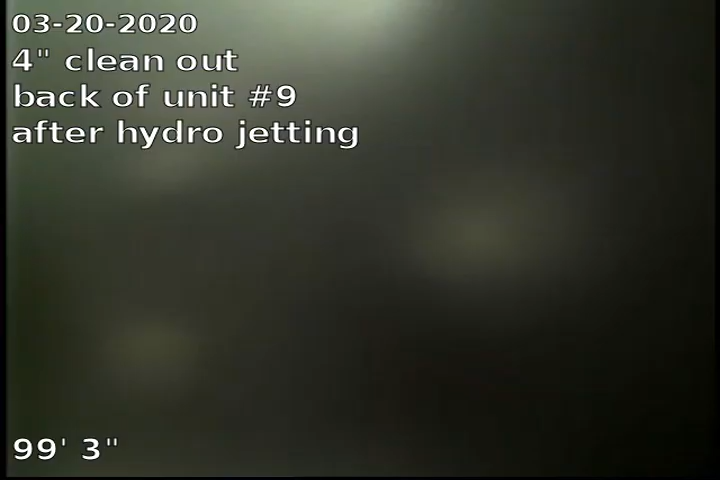 03-20-2020
4" clean out
back of unit #9
after hydro jetting
99' 3"